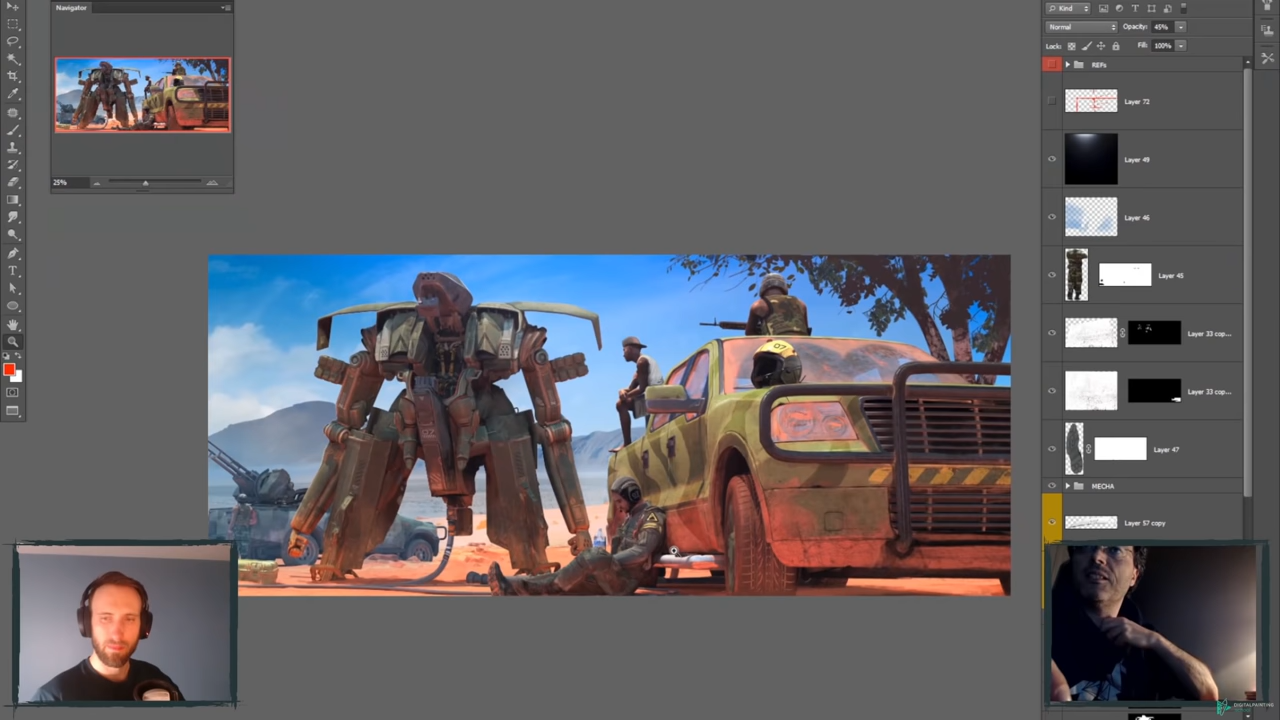 Navigator
25%
Kind
Normal
Opacity: 45%
Lock:
Fill: 100%
REFs
Layer 72
Layer 49
Layer 46
Layer 45
Layer 33 cop...
Layer 33 cop...
Layer 47
MECHA
Layer 57 copy
07
DIGITALPAINTING